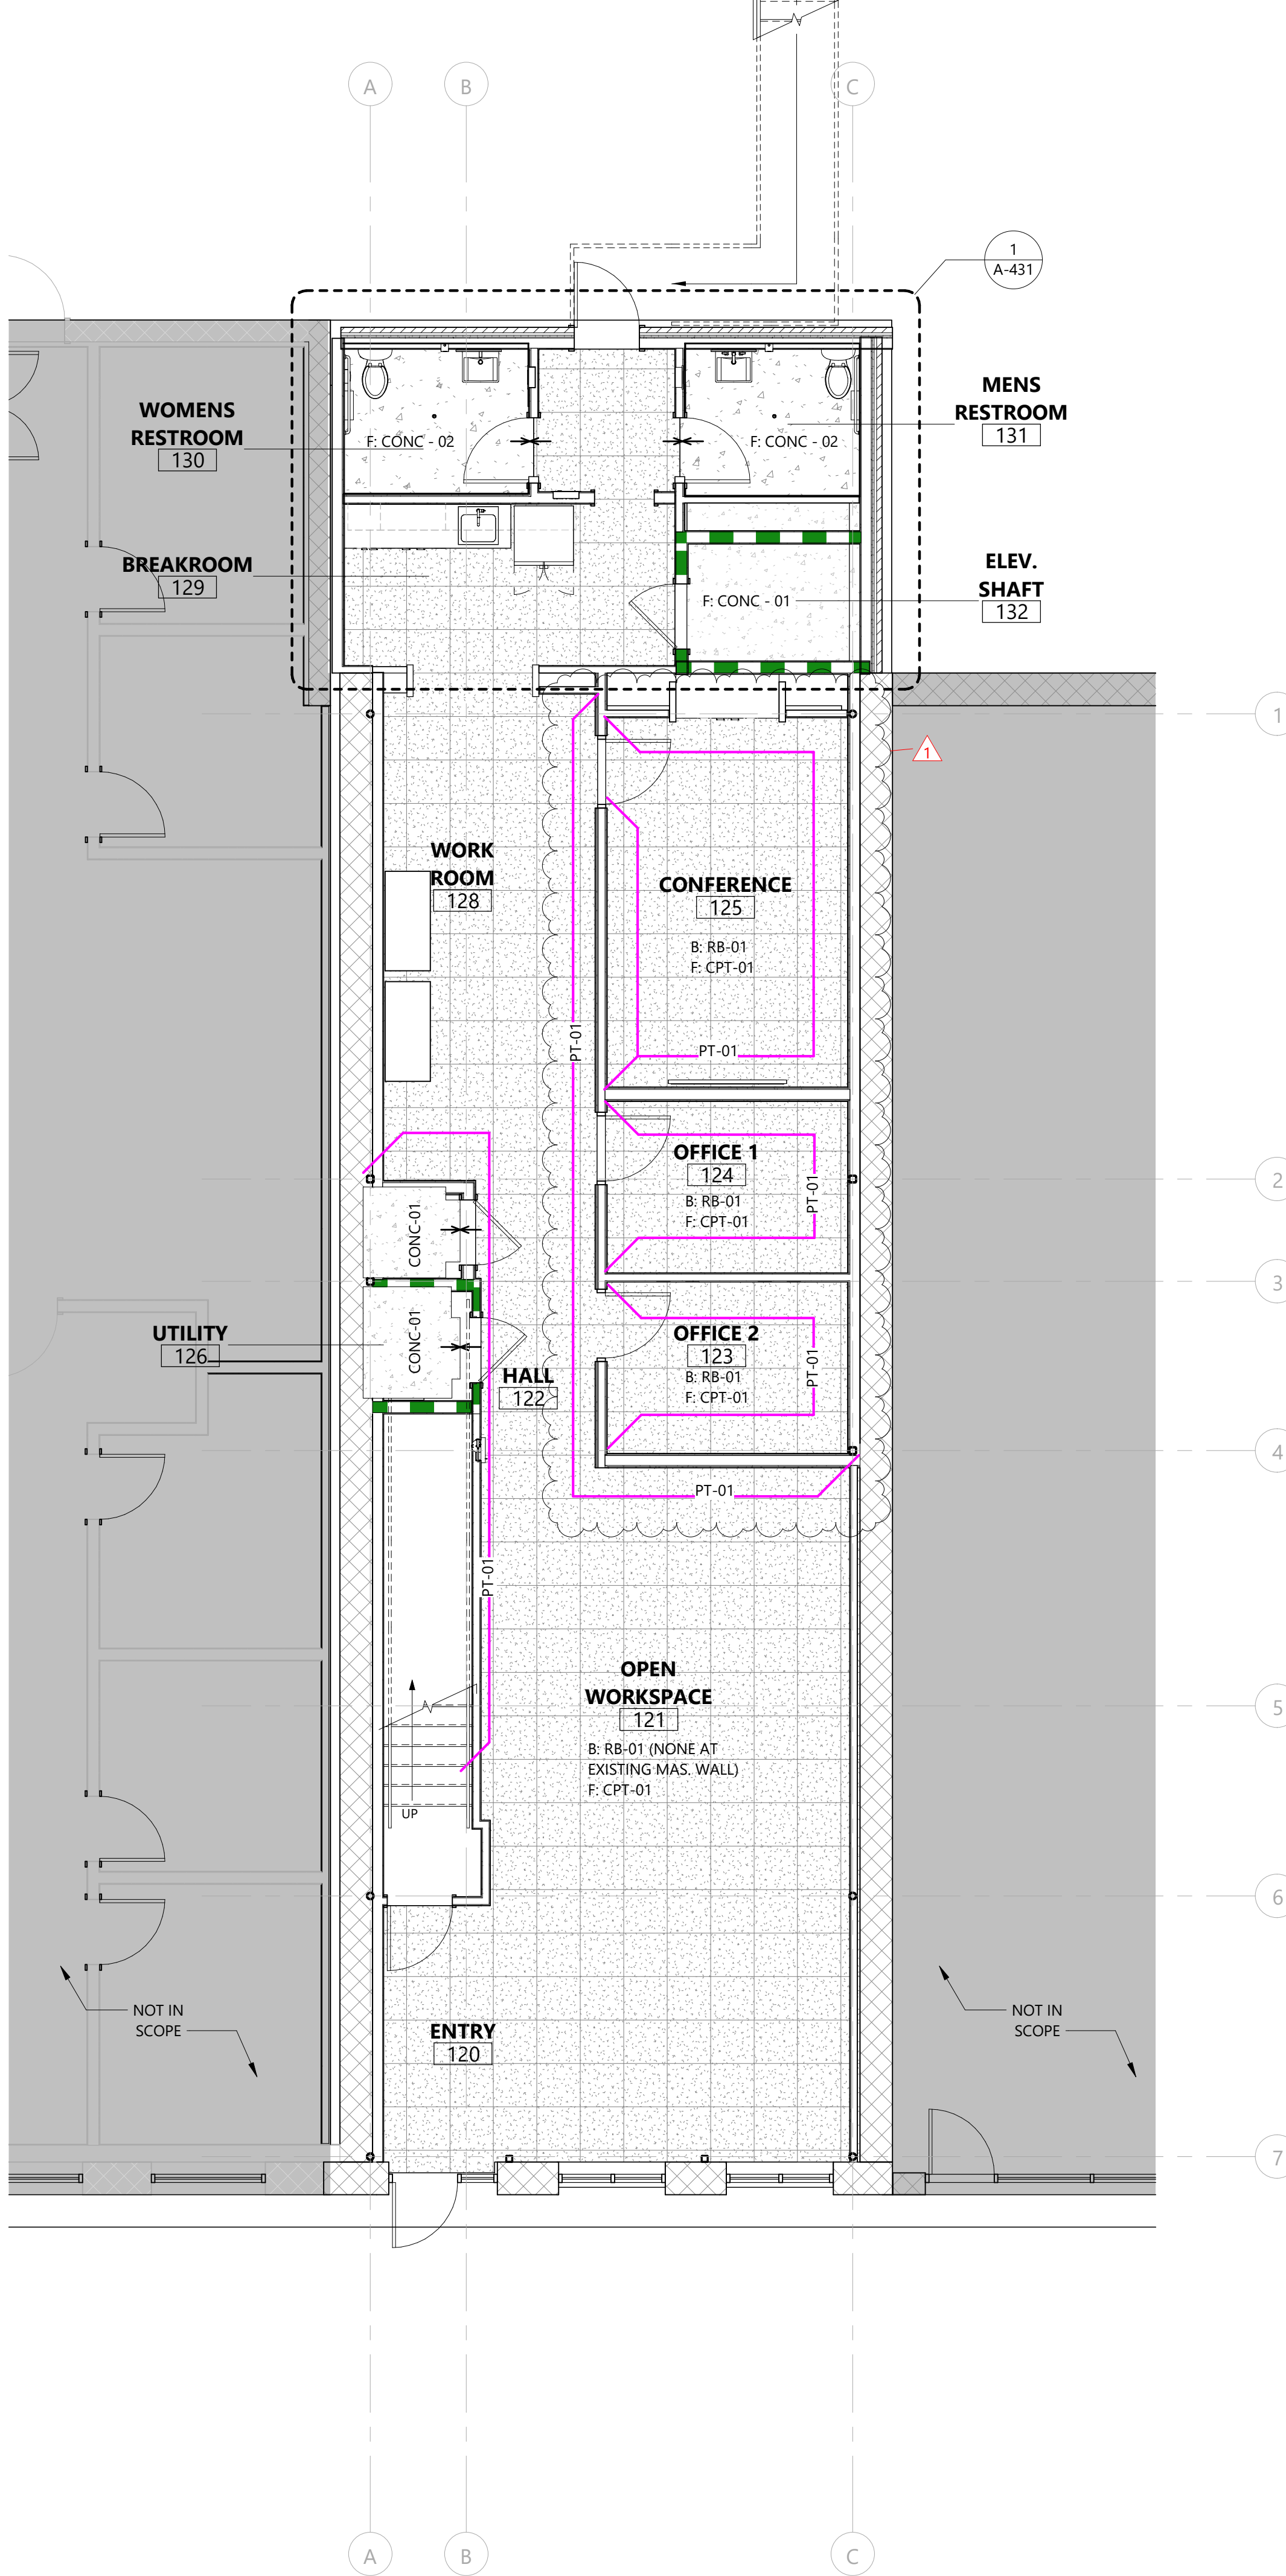 A
B
C
1
A-431
WOMENS
RESTROOM
130
F: CONC - 02
F: CONC - 02
MENS
RESTROOM
131
BREAKROOM
129
F: CONC - 01
ELEV.
SHAFT
132
1
1
WORK
ROOM
128
CONFERENCE
125
B: RB-01
F: CPT-01
PT-01
PT-01
OFFICE 1
124
B: RB-01
F: CPT-01
PT-01
2
CONC-01
3
UTILITY
126
CONC-01
HALL
122
OFFICE 2
123
B: RB-01
F: CPT-01
PT-01
4
PT-01
PT-01
OPEN
WORKSPACE
121
B: RB-01 (NONE AT
EXISTING MAS. WALL)
F: CPT-01
5
UP
6
NOT IN
SCOPE
ENTRY
120
NOT IN
SCOPE
7
A
B
C